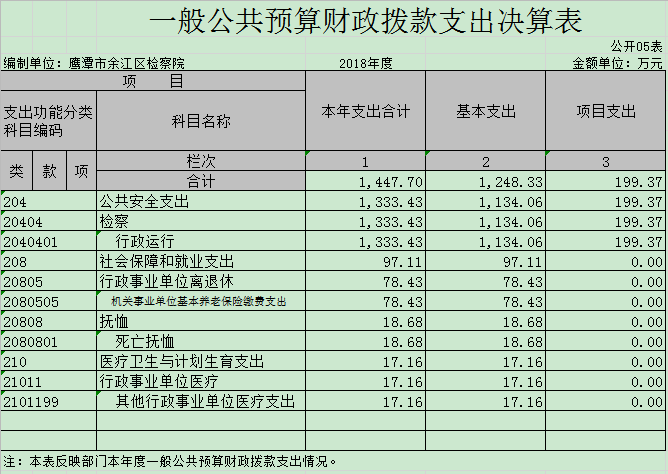 一般公共预算财政拨款支出决算表
公开05表
编制单位：鹰潭市余江区检察院 2018年度 金额单位：万元
项 目 本年支出合计 基本支出 项目支出
支出功能分类科目编码 科目名称
类 款 项 栏次 1 2 3
合计 1,447.70 1,248.33 199.37
204 公共安全支出 1,333.43 1,134.06 199.37
20404 检察 1,333.43 1,134.06 199.37
2040401 行政运行 1,333.43 1,134.06 199.37
208 社会保障和就业支出 97.11 97.11 0.00
20805 行政事业单位离退休 78.43 78.43 0.00
2080505 机关事业单位基本养老保险缴费支出 78.43 78.43 0.00
20808 抚恤 18.68 18.68 0.00
2080801 死亡抚恤 18.68 18.68 0.00
210 医疗卫生与计划生育支出 17.16 17.16 0.00
21011 行政事业单位医疗 17.16 17.16 0.00
2101199 其他行政事业单位医疗支出 17.16 17.16 0.00
注：本表反映部门本年度一般公共预算财政拨款支出情况。